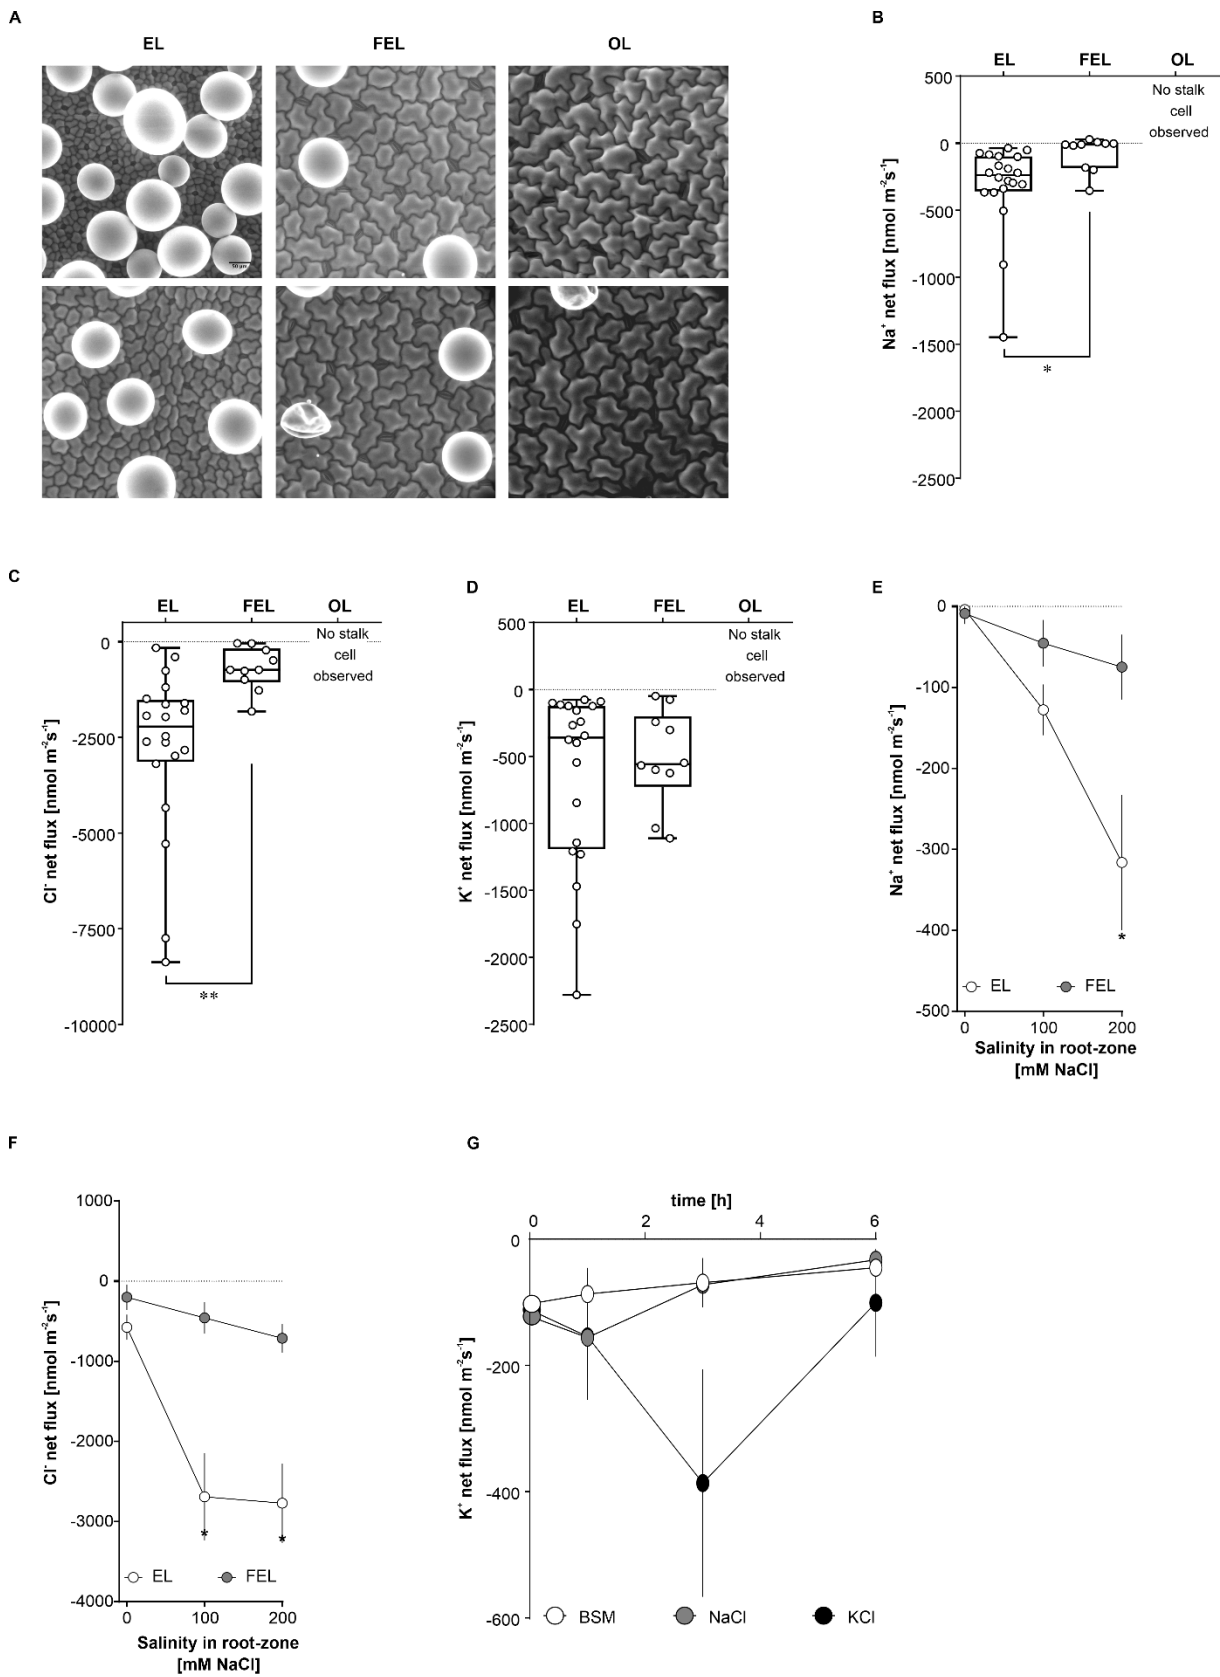 A
EL FEL OL
50 µm
B
EL FEL OL
500
0
-500
-1000
-1500
-2000
-2500
Na⁺ net flux [nmol m⁻²s⁻¹]
No stalk
cell
observed
*
C
EL FEL OL
0
-2500
-5000
-7500
-10000
Cl⁻ net flux [nmol m⁻²s⁻¹]
No stalk
cell
observed
**
D
EL FEL OL
500
0
-500
-1000
-1500
-2000
-2500
K⁺ net flux [nmol m⁻²s⁻¹]
No stalk
cell
observed
E
0
-100
-200
-300
-400
-500
Na⁺ net flux [nmol m⁻²s⁻¹]
*
EL FEL
0 100 200
Salinity in root-zone
[mM NaCl]
F
1000
0
-1000
-2000
-3000
-4000
Cl⁻ net flux [nmol m⁻²s⁻¹]
* *
EL FEL
0 100 200
Salinity in root-zone
[mM NaCl]
G
time [h]
0 2 4 6
0
-200
-400
-600
K⁺ net flux [nmol m⁻²s⁻¹]
BSM NaCl KCl